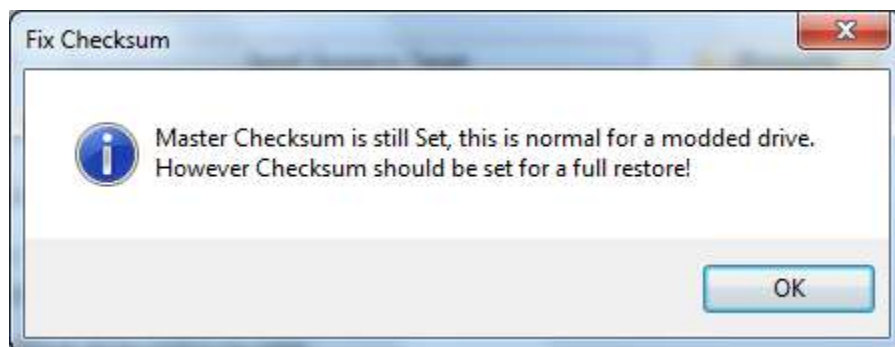 Fix Checksum
Master Checksum is still Set, this is normal for a modded drive.
However Checksum should be set for a full restore!
OK